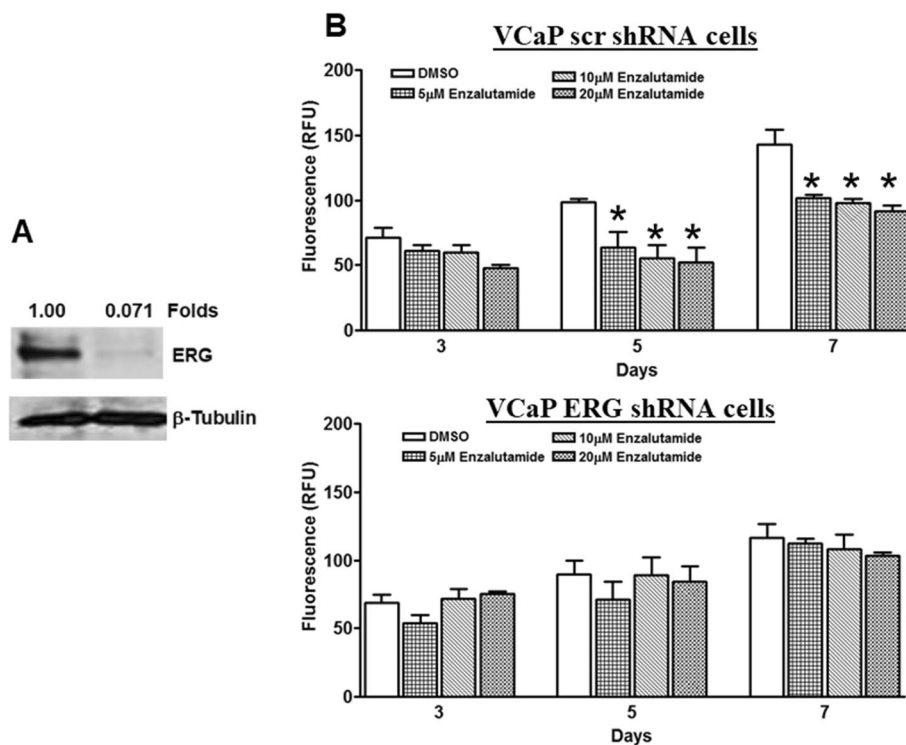 A
1.00 0.071 Folds
ERG
β-Tubulin
B
VCaP scr shRNA cells
DMSO
5μM Enzalutamide
10μM Enzalutamide
20μM Enzalutamide
Fluorescence (RFU)
200
150
100
50
0
* * *
* * *
3 5 7
Days
VCaP ERG shRNA cells
DMSO
5μM Enzalutamide
10μM Enzalutamide
20μM Enzalutamide
Fluorescence (RFU)
200
150
100
50
0
3 5 7
Days